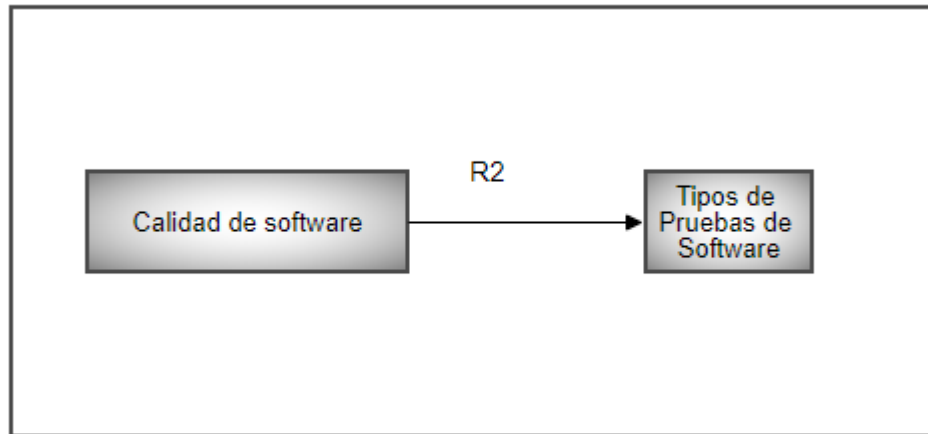 R2
Calidad de software
Tipos de
Pruebas de
Software